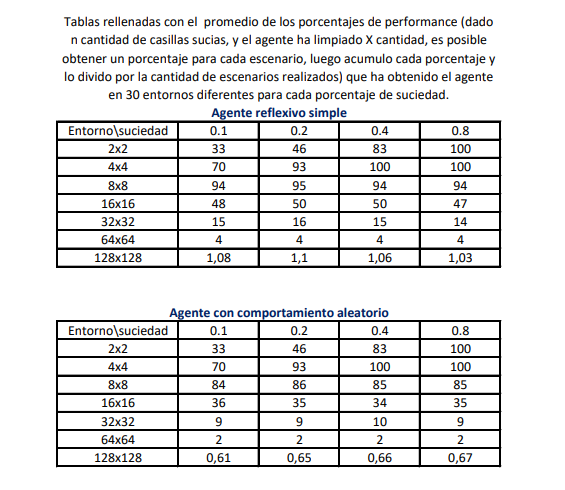 Tablas rellenadas con el promedio de los porcentajes de performance (dado
n cantidad de casillas sucias, y el agente ha limpiado X cantidad, es posible
obtener un porcentaje para cada escenario, luego acumulo cada porcentaje y
lo divido por la cantidad de escenarios realizados) que ha obtenido el agente
en 30 entornos diferentes para cada porcentaje de suciedad.
Agente reflexivo simple
Entorno\suciedad 0.1 0.2 0.4 0.8
2x2 33 46 83 100
4x4 70 93 100 100
8x8 94 95 94 94
16x16 48 50 50 47
32x32 15 16 15 14
64x64 4 4 4 4
128x128 1,08 1,1 1,06 1,03
Agente con comportamiento aleatorio
Entorno\suciedad 0.1 0.2 0.4 0.8
2x2 33 46 83 100
4x4 70 93 100 100
8x8 84 86 85 85
16x16 36 35 34 35
32x32 9 9 10 9
64x64 2 2 2 2
128x128 0,61 0,65 0,66 0,67